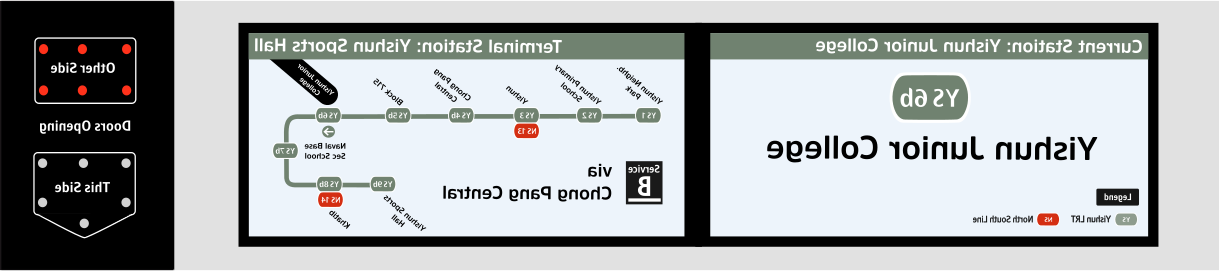 Current Station: Yishun Junior College
YS 6b
Yishun Junior College
Legend
YS Yishun LRT NS North South Line
Terminal Station: Yishun Sports Hall
Yishun Neighb.
Park
YS 1
Yishun Primary
School
YS 2
Yishun
YS 3
NS 13
Chong Pang
Central
YS 4b
Block 715
YS 5b
Yishun Junior
College
YS 6b
Naval Base
Sec School
YS 7b
YS 8b
NS 14
Khatib
YS 9b
Yishun Sports
Hall
Service
B
via
Chong Pang Central
Other Side
Doors Opening
This Side